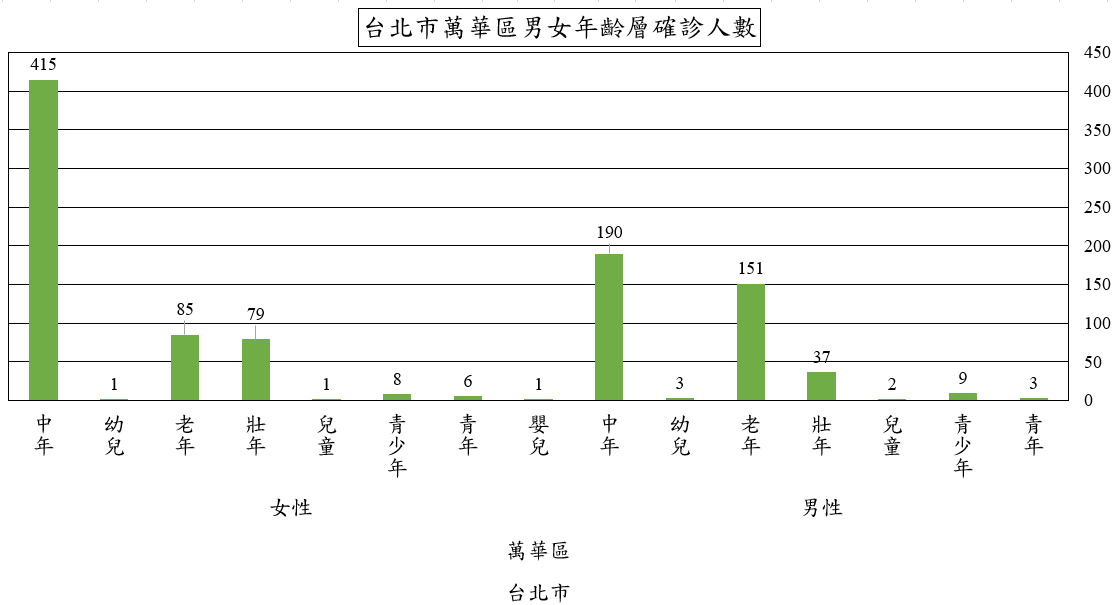 台北市萬華區男女年齡層確診人數
450
400
350
300
250
200
150
100
50
0
415
1
85
79
1
8
6
1
190
3
151
37
2
9
3
中年
幼兒
老年
壯年
兒童
青少年
青年
嬰兒
中年
幼兒
老年
壯年
兒童
青少年
青年
女性
男性
萬華區
台北市